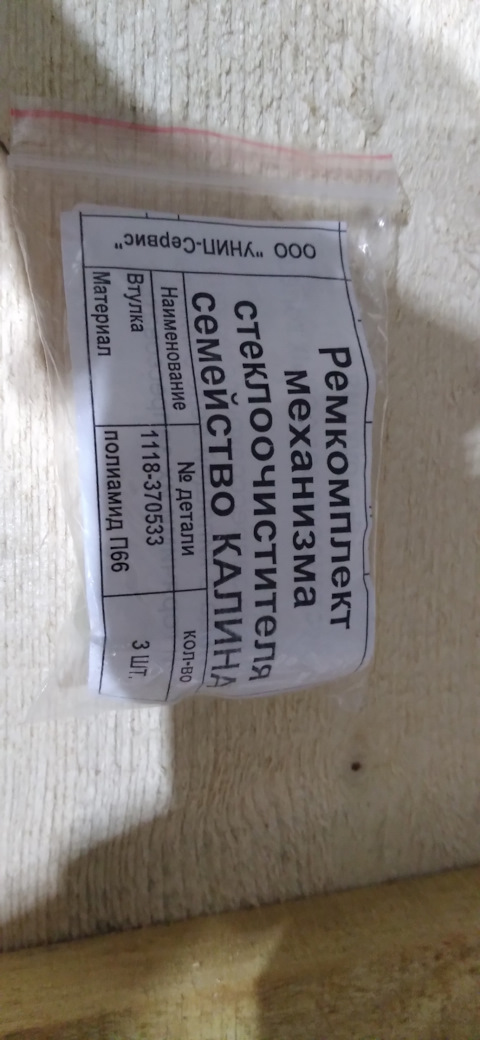 ООО "УНИП-Сервис"
Ремкомплект
механизма
стеклоочистителя
семейство КАЛИНА
Наименование № детали кол-во
Втулка 1118-370533 3 шт.
Материал полиамид П66